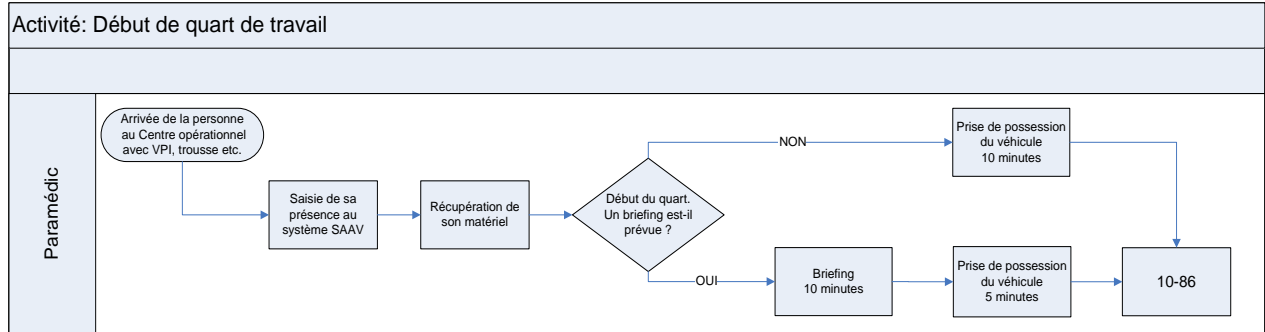 Activité: Début de quart de travail
Paramédic
Arrivée de la personne
au Centre opérationnel
avec VPI, trousse etc.
Saisie de sa
présence au
système SAAV
Récupération de
son matériel
Début du quart.
Un briefing est-il
prévue ?
NON
Prise de possession
du véhicule
10 minutes
OUI
Briefing
10 minutes
Prise de possession
du véhicule
5 minutes
10-86